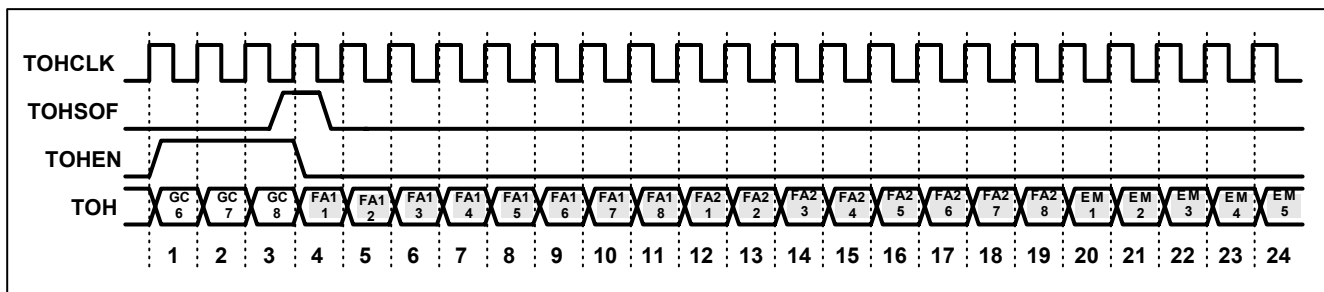 TOHCLK
TOHSOF
TOHEN
TOH
GC 6 GC 7 GC 8 FA1 1 FA1 2 FA1 3 FA1 4 FA1 5 FA1 6 FA1 7 FA1 8 FA2 1 FA2 2 FA2 3 FA2 4 FA2 5 FA2 6 FA2 7 FA2 8 EM 1 EM 2 EM 3 EM 4 EM 5
1 2 3 4 5 6 7 8 9 10 11 12 13 14 15 16 17 18 19 20 21 22 23 24